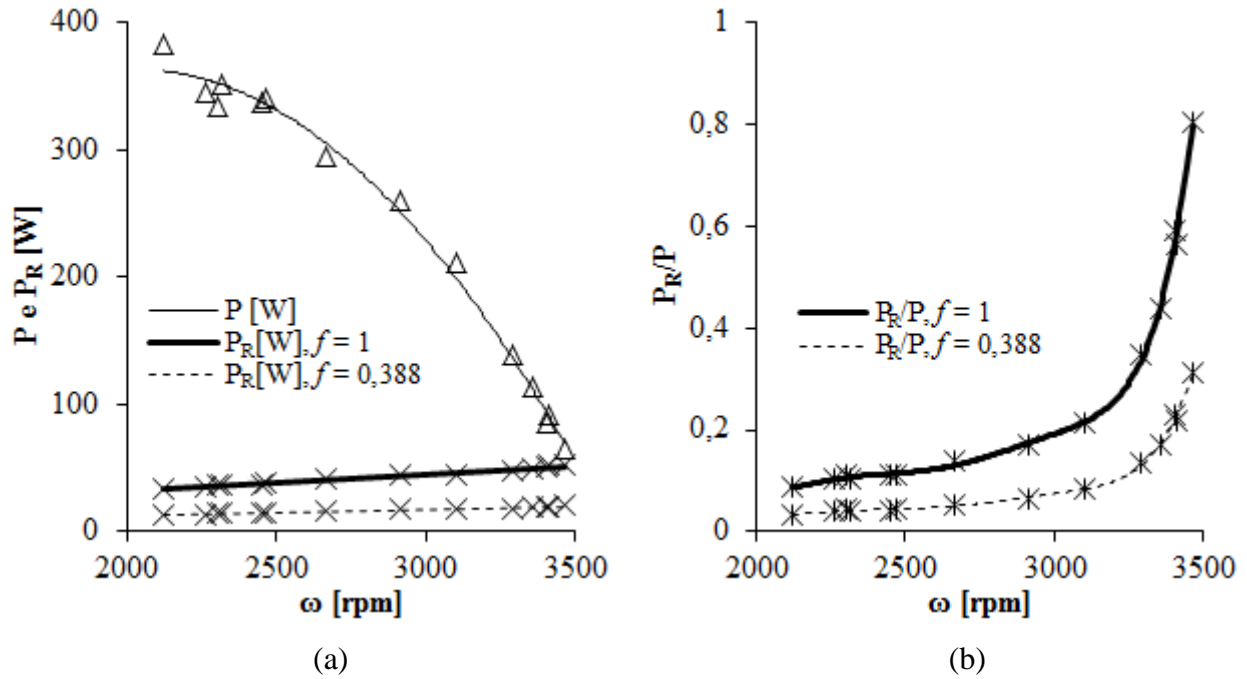 P e P_R [W]
400
300
200
100
0
P [W]
P_R[W], f = 1
P_R[W], f = 0,388
2000 2500 3000 3500
ω [rpm]
(a)
P_R/P
1
0,8
0,6
0,4
0,2
0
P_R/P, f = 1
P_R/P, f = 0,388
2000 2500 3000 3500
ω [rpm]
(b)